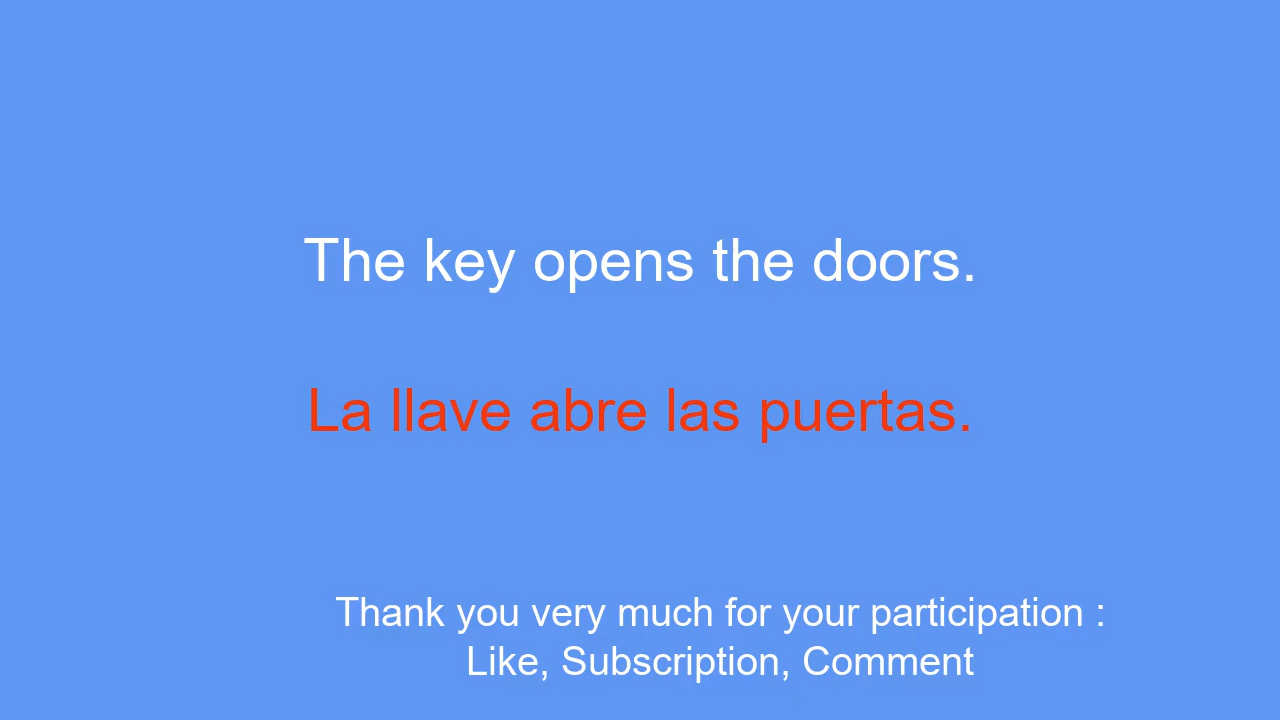 The key opens the doors.
La llave abre las puertas.
Thank you very much for your participation :
Like, Subscription, Comment